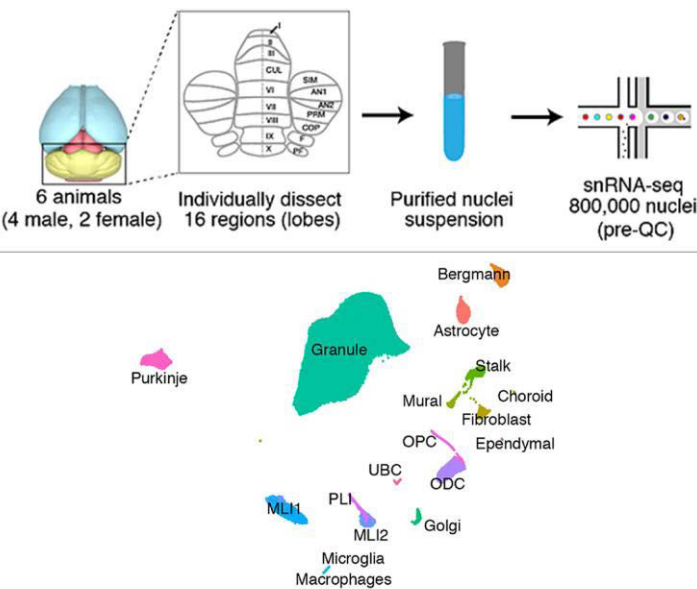 I
II
III
CUL
VI
VII
VIII
IX
X
SIM
AN1
AN2
PRM
COP
F
PF
6 animals
(4 male, 2 female)
Individually dissect
16 regions (lobes)
Purified nuclei
suspension
snRNA-seq
800,000 nuclei
(pre-QC)
Bergmann
Astrocyte
Granule
Purkinje
Stalk
Mural
Choroid
Fibroblast
OPC
Ependymal
UBC
ODC
MLI1
PLI
MLI2
Golgi
Microglia
Macrophages